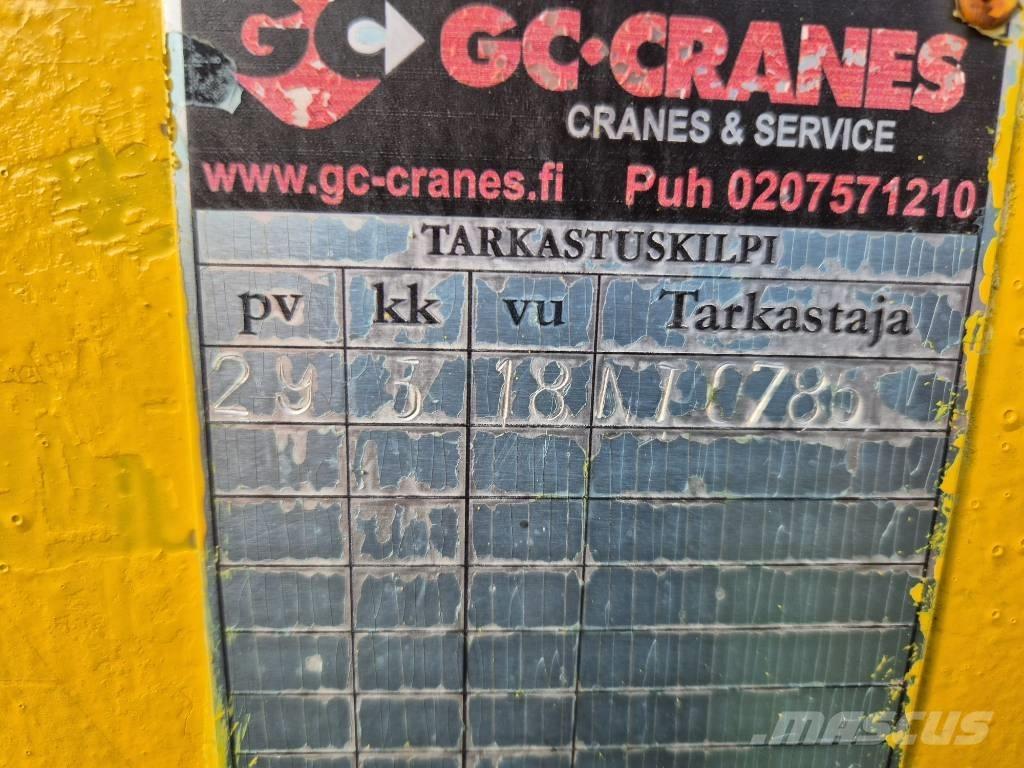 GC GC·CRANES
CRANES & SERVICE
www.gc-cranes.fi Puh 0207571210
TARKASTUSKILPI
pv kk vu Tarkastaja
29 3 18
MASCUS